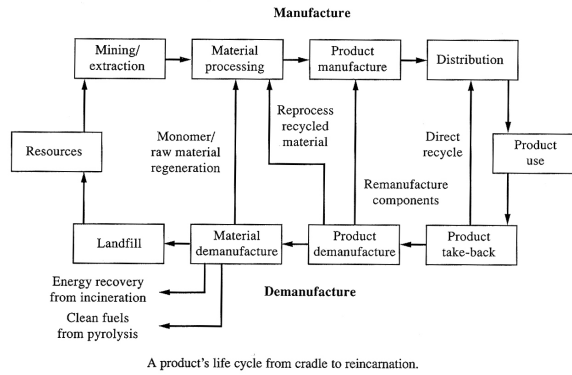 Manufacture
Mining/
extraction
Material
processing
Product
manufacture
Distribution
Monomer/
raw material
regeneration
Reprocess
recycled
material
Direct
recycle
Resources
Product
use
Remanufacture
components
Landfill
Material
demanufacture
Product
demanufacture
Product
take-back
Energy recovery
from incineration
Demanufacture
Clean fuels
from pyrolysis
A product's life cycle from cradle to reincarnation.